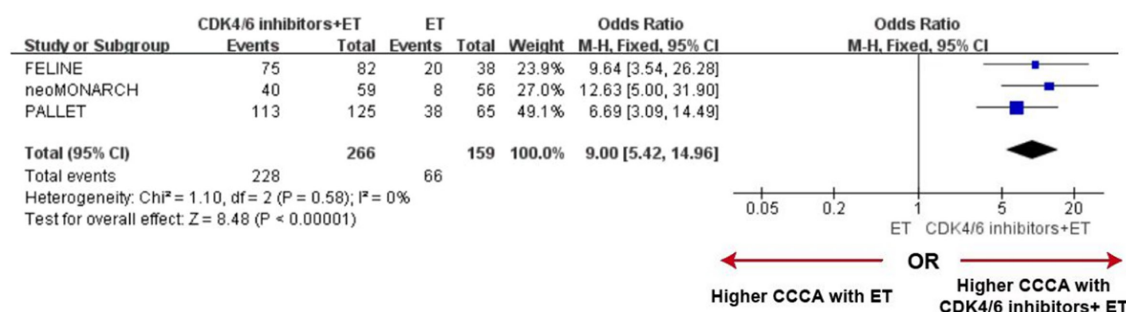 CDK4/6 inhibitors+ET ET Odds Ratio Odds Ratio
Study or Subgroup Events Total Events Total Weight M-H, Fixed, 95% CI M-H, Fixed, 95% CI
FELINE 75 82 20 38 23.9% 9.64 [3.54, 26.28]
neoMONARCH 40 59 8 56 27.0% 12.63 [5.00, 31.90]
PALLET 113 125 38 65 49.1% 6.69 [3.09, 14.49]
Total (95% CI) 266 159 100.0% 9.00 [5.42, 14.96]
Total events 228 66
Heterogeneity: Chi² = 1.10, df = 2 (P = 0.58); I² = 0%
Test for overall effect: Z = 8.48 (P < 0.00001)
0.05 0.2 1 5 20
ET CDK4/6 inhibitors+ET
OR
Higher CCCA with ET
Higher CCCA with
CDK4/6 inhibitors+ ET